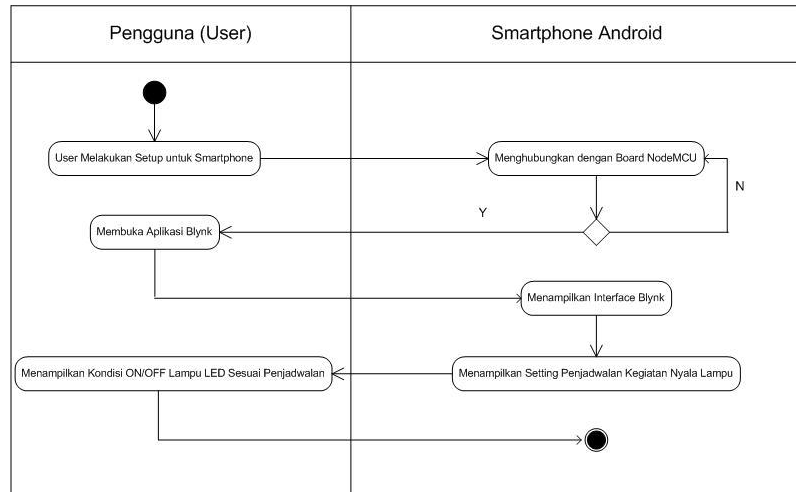 Pengguna (User)
Smartphone Android
User Melakukan Setup untuk Smartphone
Menghubungkan dengan Board NodeMCU
N
Y
Membuka Aplikasi Blynk
Menampilkan Interface Blynk
Menampilkan Kondisi ON/OFF Lampu LED Sesuai Penjadwalan
Menampilkan Setting Penjadwalan Kegiatan Nyala Lampu